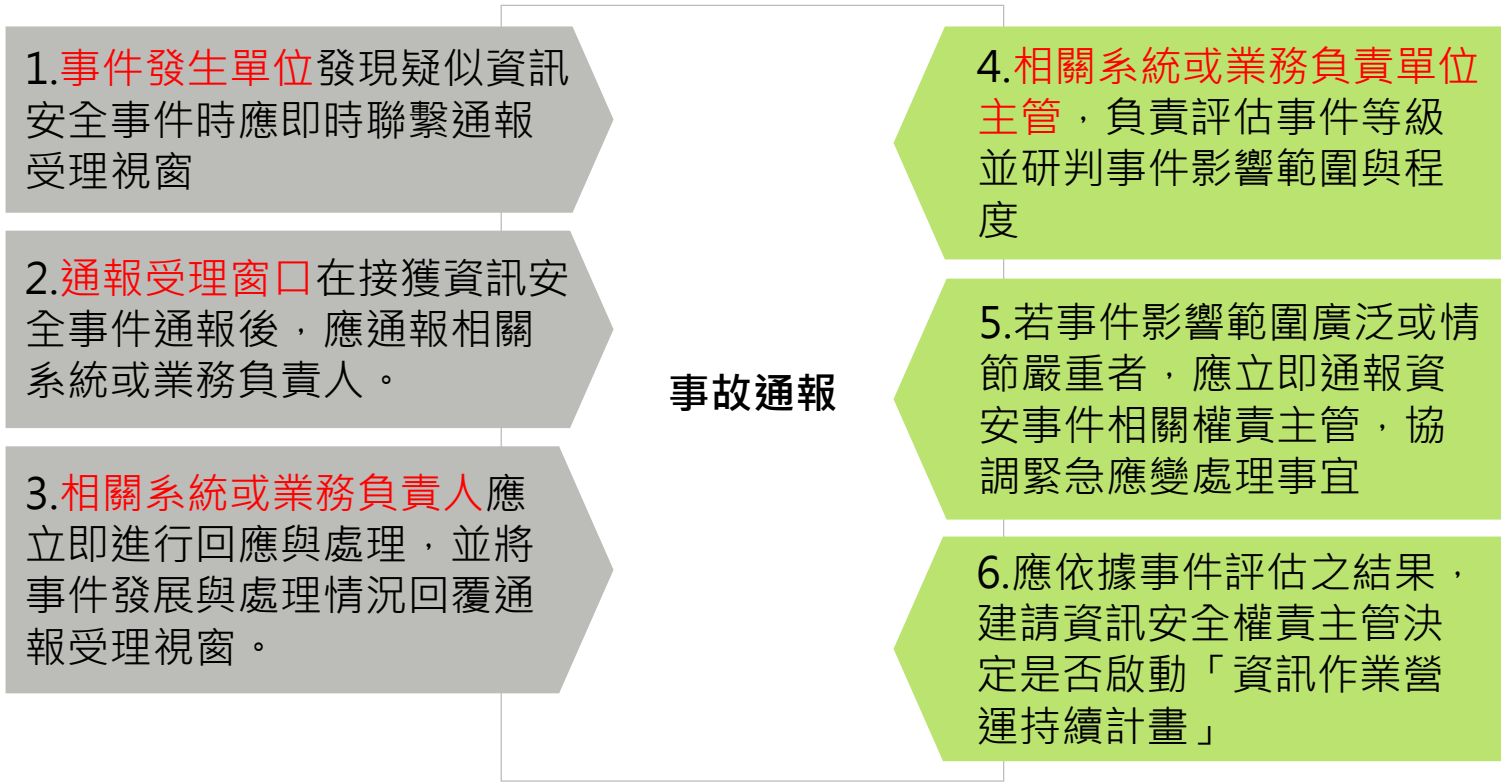 1.事件發生單位發現疑似資訊
安全事件時應即時聯繫通報
受理視窗
2.通報受理窗口在接獲資訊安
全事件通報後，應通報相關
系統或業務負責人。
3.相關系統或業務負責人應
立即進行回應與處理，並將
事件發展與處理情況回覆通
報受理視窗。
事故通報
4.相關系統或業務負責單位
主管，負責評估事件等級
並研判事件影響範圍與程
度
5.若事件影響範圍廣泛或情
節嚴重者，應立即通報資
安事件相關權責主管，協
調緊急應變處理事宜
6.應依據事件評估之結果，
建請資訊安全權責主管決
定是否啟動「資訊作業營
運持續計畫」